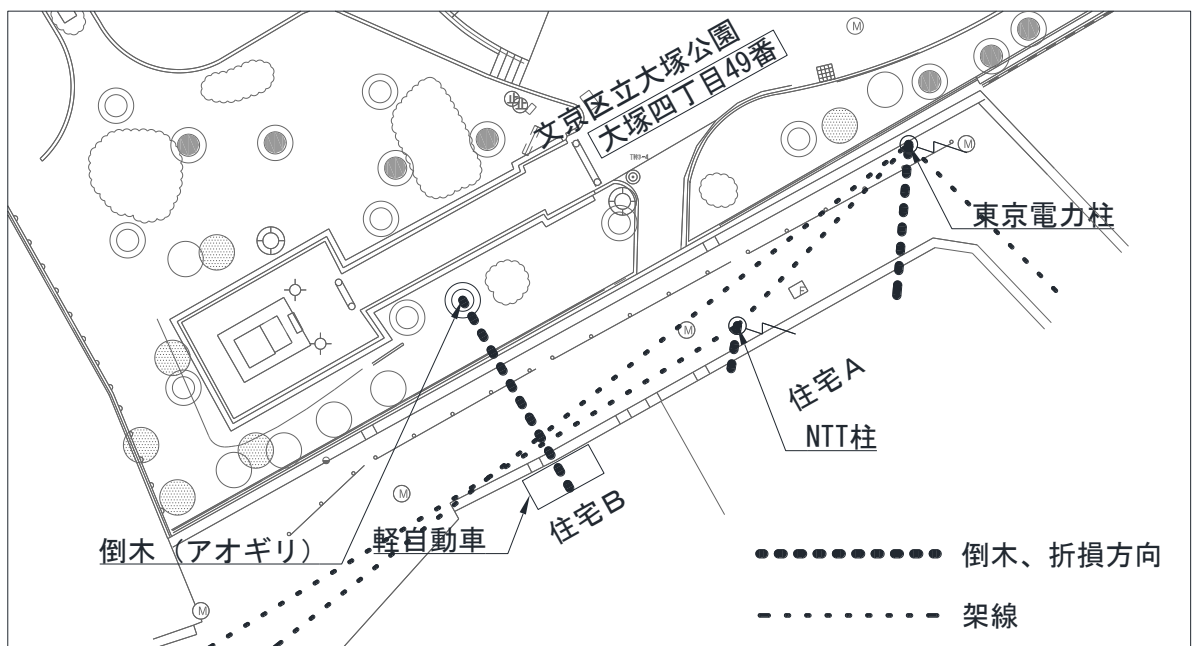 文京区立大塚公園
大塚四丁目49番
東京電力柱
住宅A
NTT柱
住宅B
軽自動車
倒木（アオギリ）
倒木、折損方向
架線
M
M
M
M
M